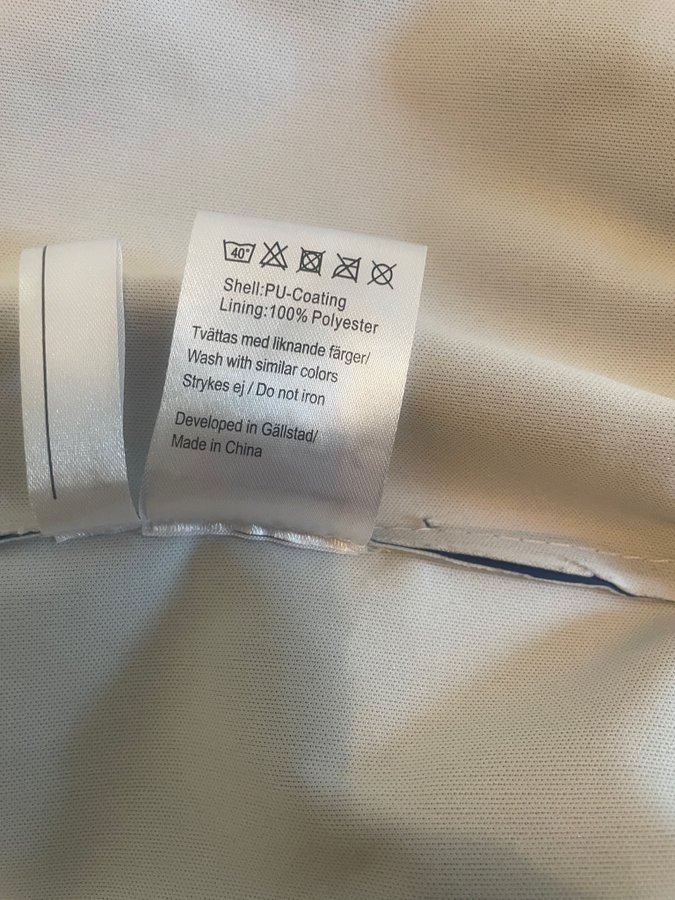 40°
Shell:PU-Coating
Lining:100% Polyester
Tvättas med liknande färger/
Wash with similar colors
Strykes ej / Do not iron
Developed in Gällstad/
Made in China